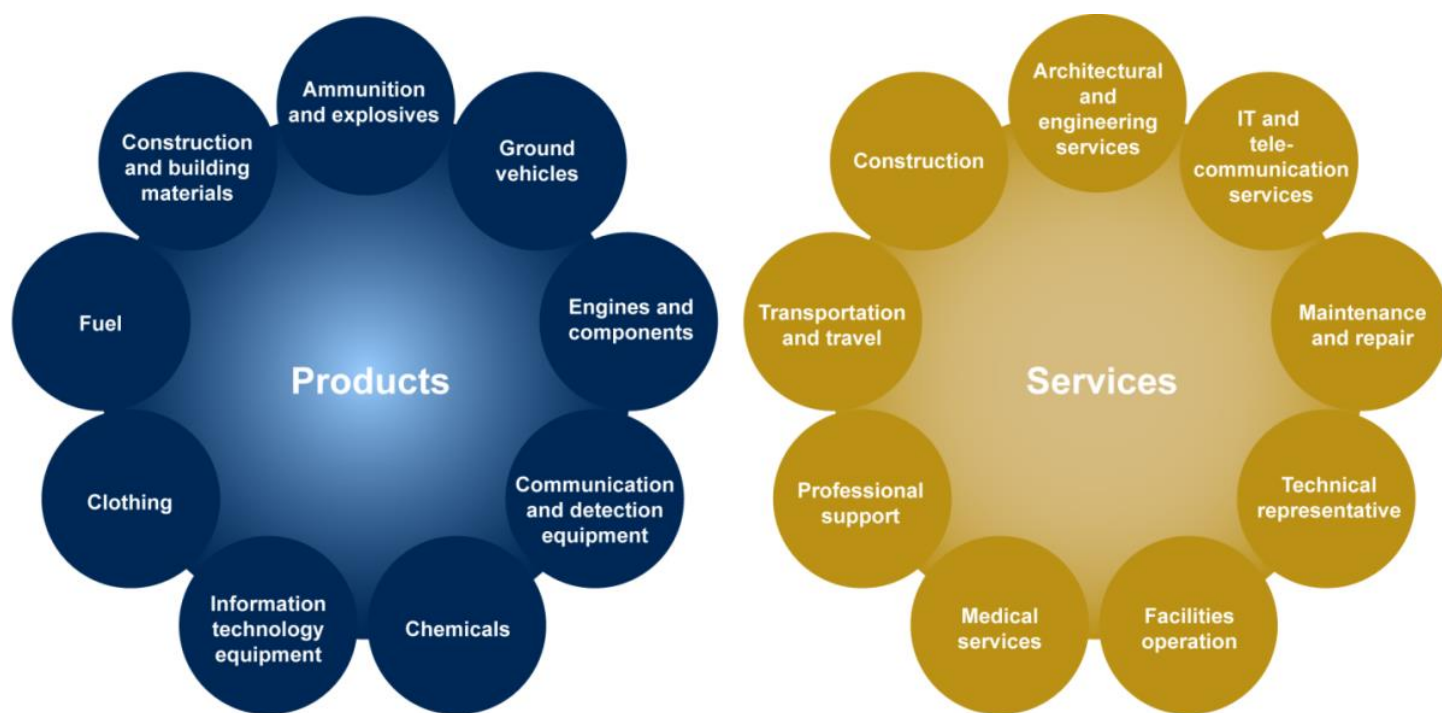 Products
Ammunition
and explosives
Ground
vehicles
Engines and
components
Communication
and detection
equipment
Chemicals
Information
technology
equipment
Clothing
Fuel
Construction
and building
materials
Services
Architectural
and
engineering
services
IT and
tele-
communication
services
Maintenance
and repair
Technical
representative
Facilities
operation
Medical
services
Professional
support
Transportation
and travel
Construction